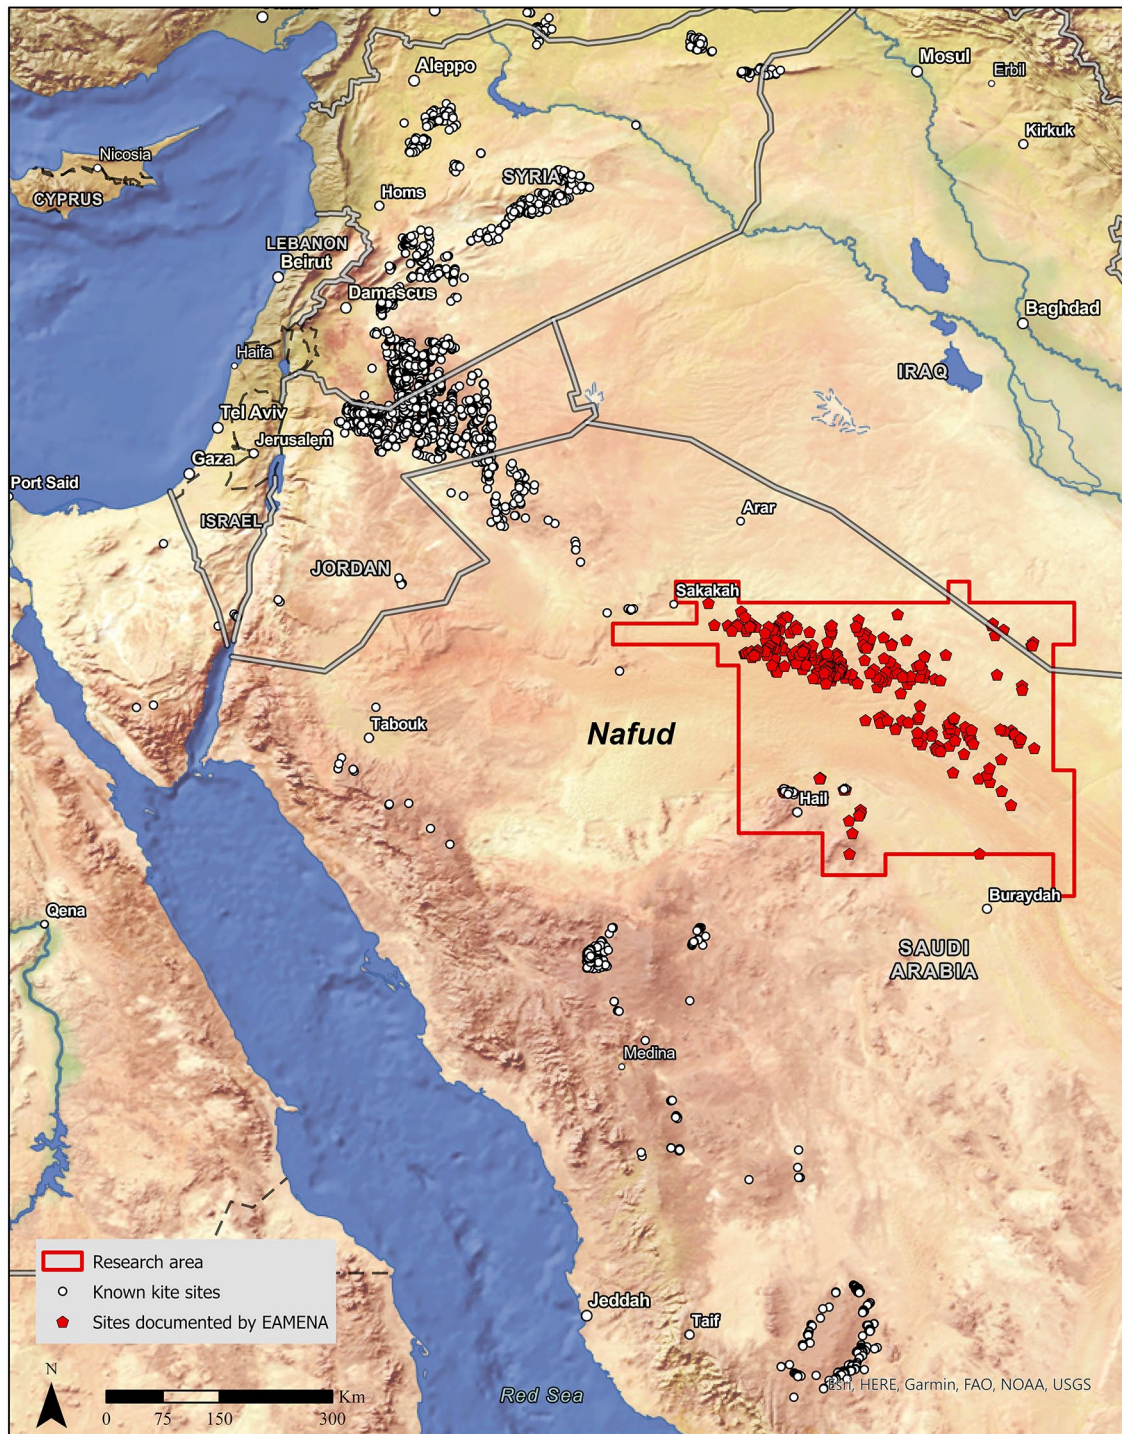 Aleppo
Mosul
Erbil
Kirkuk
Nicosia
CYPRUS
SYRIA
Homs
LEBANON
Beirut
Damascus
Baghdad
Haifa
IRAQ
Tel Aviv
Jerusalem
Gaza
Port Said
Arar
ISRAEL
JORDAN
Sakakah
Tabouk
Nafud
Hail
Buraydah
Qena
SAUDI
ARABIA
Medina
Jeddah
Taif
Red Sea
Research area
Known kite sites
Sites documented by EAMENA
N
Km
0 75 150 300
Esri, HERE, Garmin, FAO, NOAA, USGS